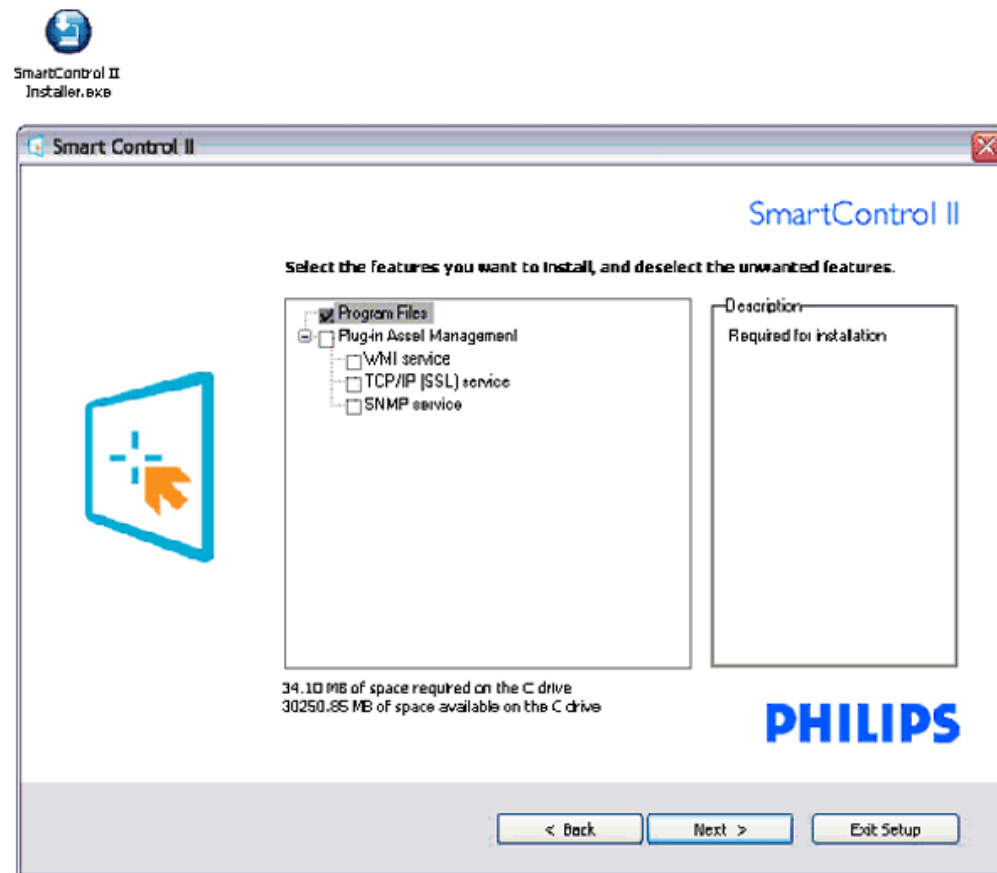 SmartControl II
Installer.exe
Smart Control II
SmartControl II
Select the features you want to install, and deselect the unwanted features.
Program Files
Plug-in Asset Management
WMI service
TCP/IP (SSL) service
SNMP service
Description
Required for installation
34.10 MB of space required on the C drive
30250.85 MB of space available on the C drive
PHILIPS
< Back
Next >
Exit Setup